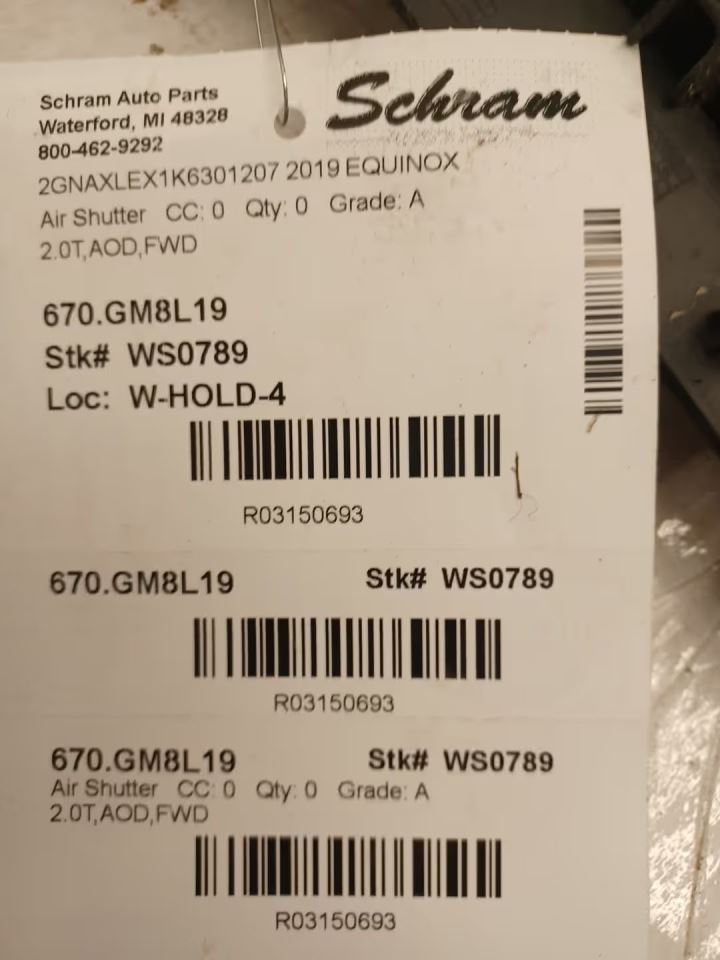 Schram Auto Parts
Waterford, MI 48328
800-462-9292
Schram
2GNAXLEX1K6301207 2019 EQUINOX
Air Shutter CC: 0 Qty: 0 Grade: A
2.0T,AOD,FWD
670.GM8L19
Stk# WS0789
Loc: W-HOLD-4
R03150693
670.GM8L19 Stk# WS0789
R03150693
670.GM8L19 Stk# WS0789
Air Shutter CC: 0 Qty: 0 Grade: A
2.0T,AOD,FWD
R03150693